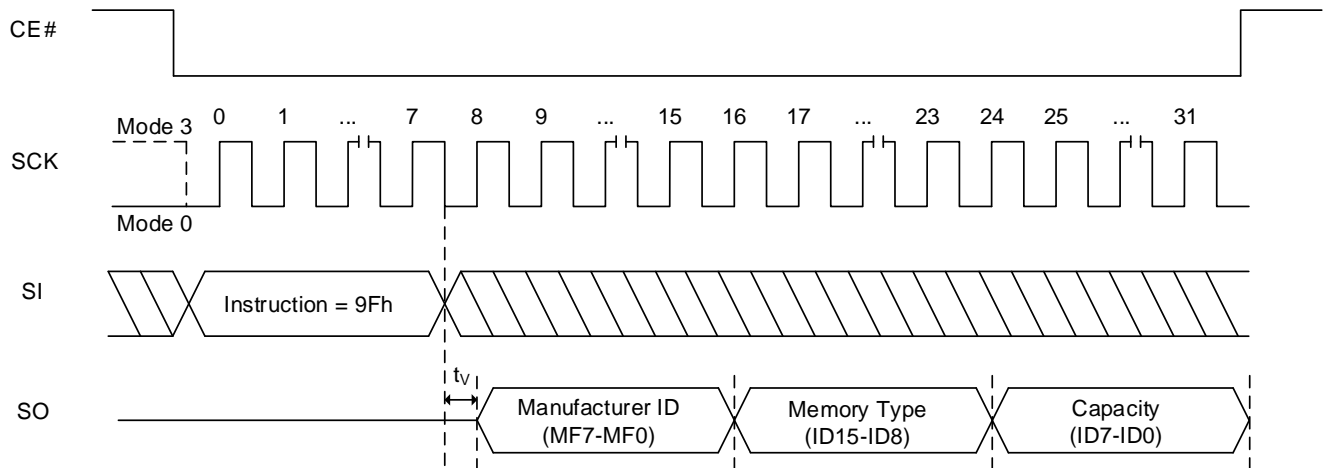 CE#
Mode 3
0 1 ... 7 8 9 ... 15 16 17 ... 23 24 25 ... 31
SCK
Mode 0
SI
Instruction = 9Fh
tV
SO
Manufacturer ID
(MF7-MF0)
Memory Type
(ID15-ID8)
Capacity
(ID7-ID0)